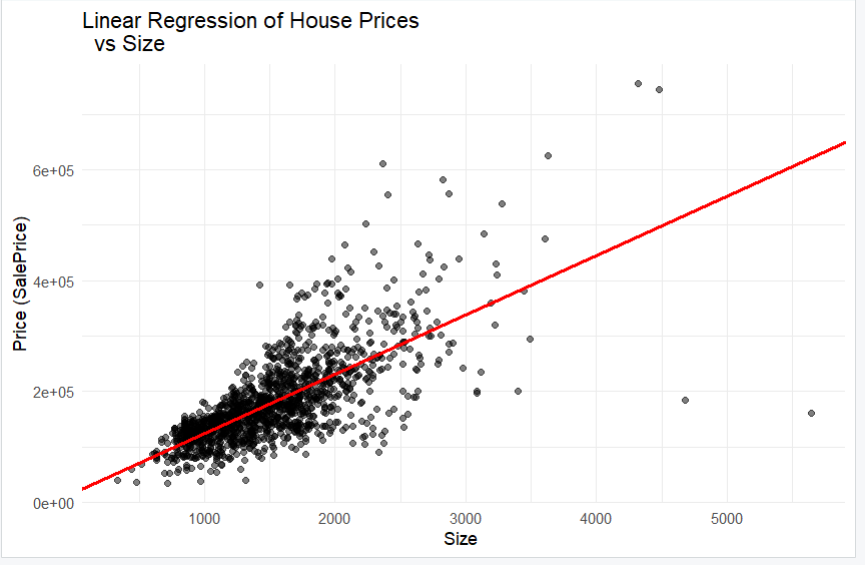 Linear Regression of House Prices
vs Size
Price (SalePrice)
6e+05
4e+05
2e+05
0e+00
1000 2000 3000 4000 5000
Size